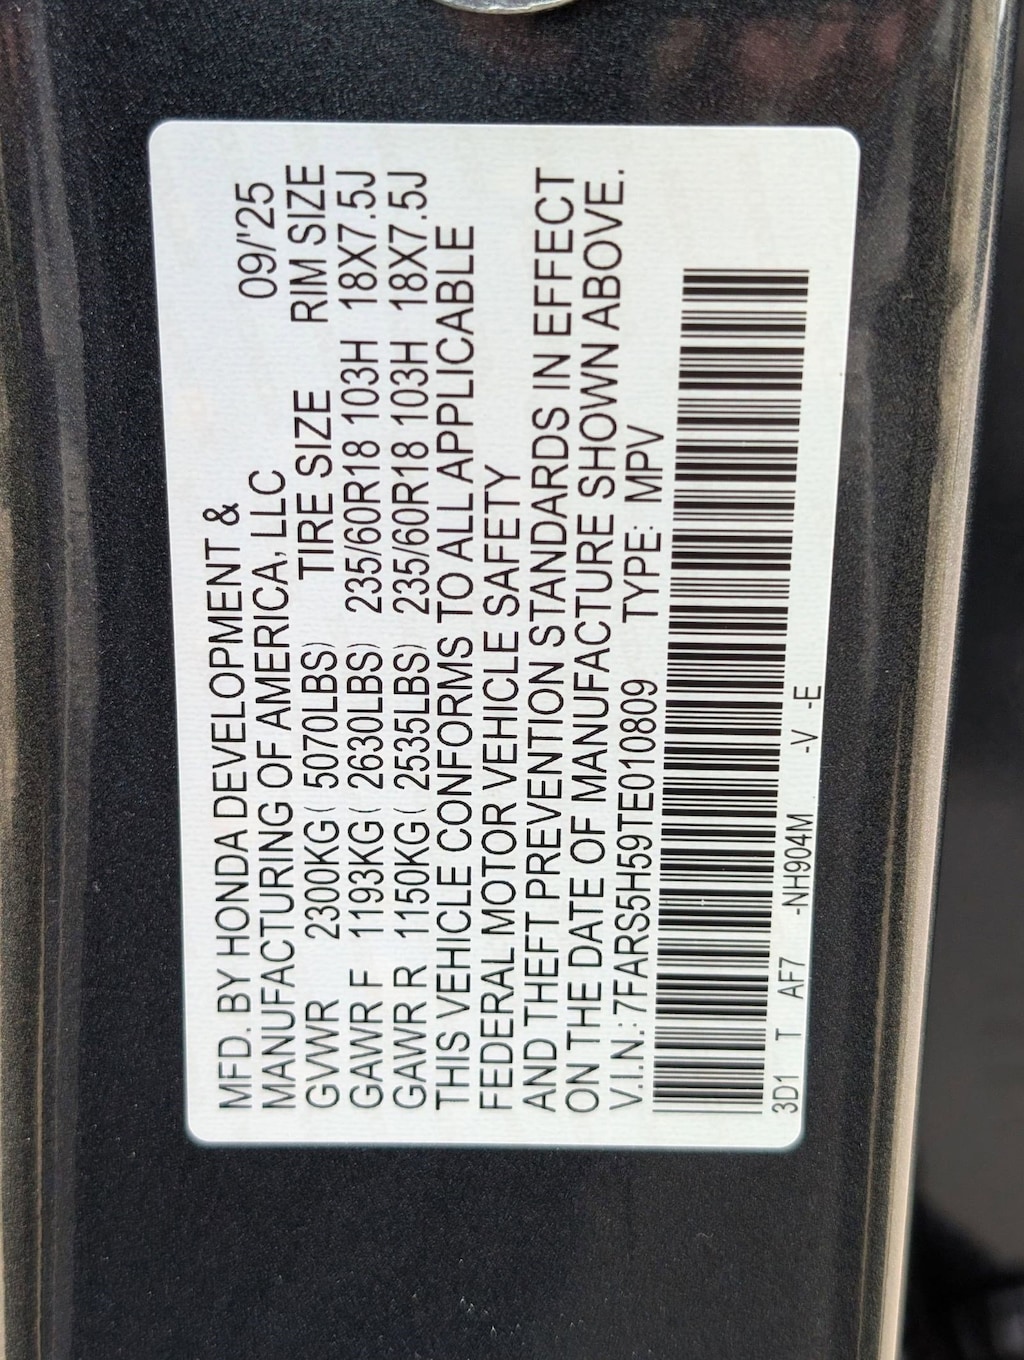 MFD. BY HONDA DEVELOPMENT & 09/'25
MANUFACTURING OF AMERICA, LLC
GVWR 2300KG( 5070LBS) TIRE SIZE RIM SIZE
GAWR F 1193KG( 2630LBS) 235/60R18 103H 18X7.5J
GAWR R 1150KG( 2535LBS) 235/60R18 103H 18X7.5J
THIS VEHICLE CONFORMS TO ALL APPLICABLE
FEDERAL MOTOR VEHICLE SAFETY
AND THEFT PREVENTION STANDARDS IN EFFECT
ON THE DATE OF MANUFACTURE SHOWN ABOVE.
V.I.N.: 7FARS5H59TE010809 TYPE: MPV
3D1 T AF7 -NH904M -V -E